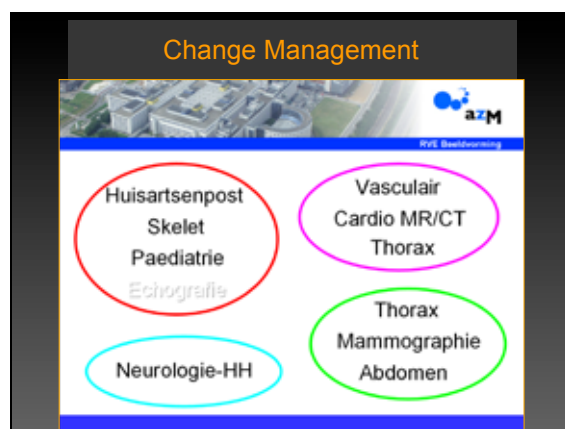 Change Management
azM
RVE Beeldvorming
Huisartsenpost
Skelet
Paediatrie
Echografie
Vasculair
Cardio MR/CT
Thorax
Neurologie-HH
Thorax
Mammographie
Abdomen